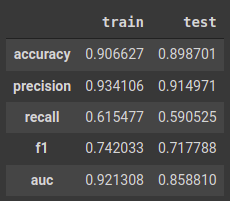 train test
accuracy 0.906627 0.898701
precision 0.934106 0.914971
recall 0.615477 0.590525
f1 0.742033 0.717788
auc 0.921308 0.858810